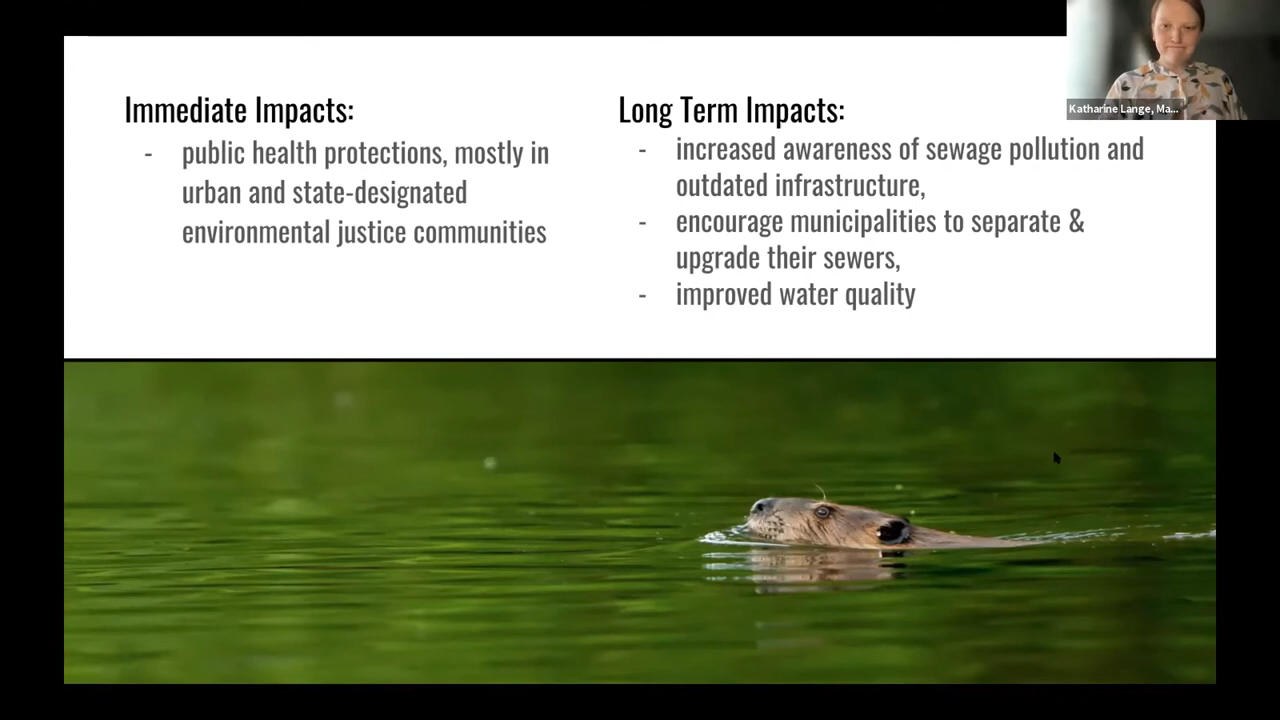 Immediate Impacts:
- public health protections, mostly in
urban and state-designated
environmental justice communities
Long Term Impacts:
- increased awareness of sewage pollution and
outdated infrastructure,
- encourage municipalities to separate &
upgrade their sewers,
- improved water quality
Katharine Lange, Ma...